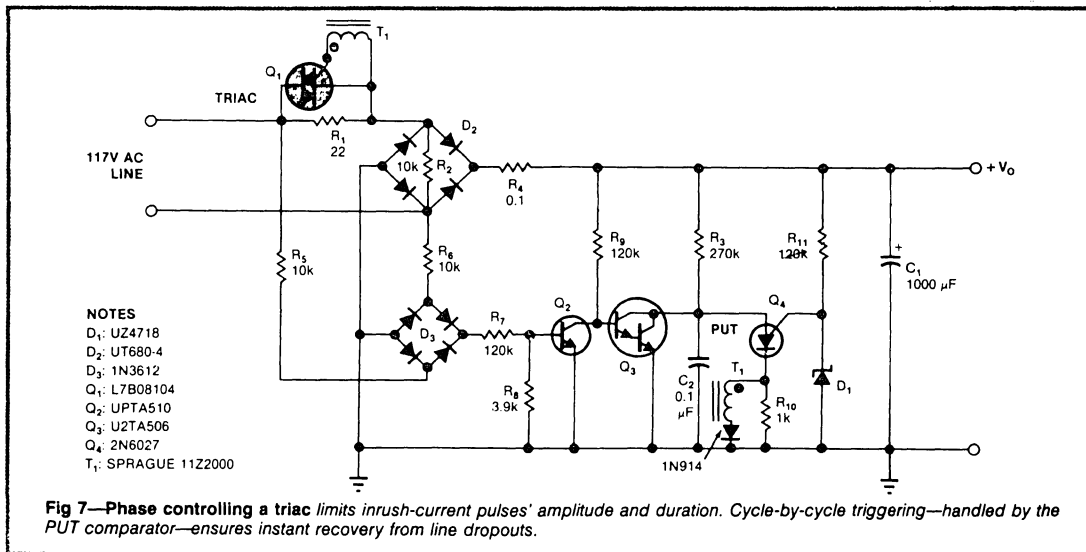 T1
Q1
TRIAC
R1
22
D2
117V AC
LINE
10k
R2
R4
0.1
+ Vo
R5
10k
R6
10k
R9
120k
R3
270k
R11
120k
C1
1000 µF
+
Q2
Q3
Q4
PUT
D3
R7
120k
R8
3.9k
C2
0.1
µF
T1
R10
1k
D1
1N914
NOTES
D1: UZ4718
D2: UT680-4
D3: 1N3612
Q1: L7B08104
Q2: UPTA510
Q3: U2TA506
Q4: 2N6027
T1: SPRAGUE 11Z2000
Fig 7—Phase controlling a triac limits inrush-current pulses' amplitude and duration. Cycle-by-cycle triggering—handled by the
PUT comparator—ensures instant recovery from line dropouts.